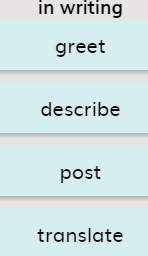 in writing
greet
describe
post
translate